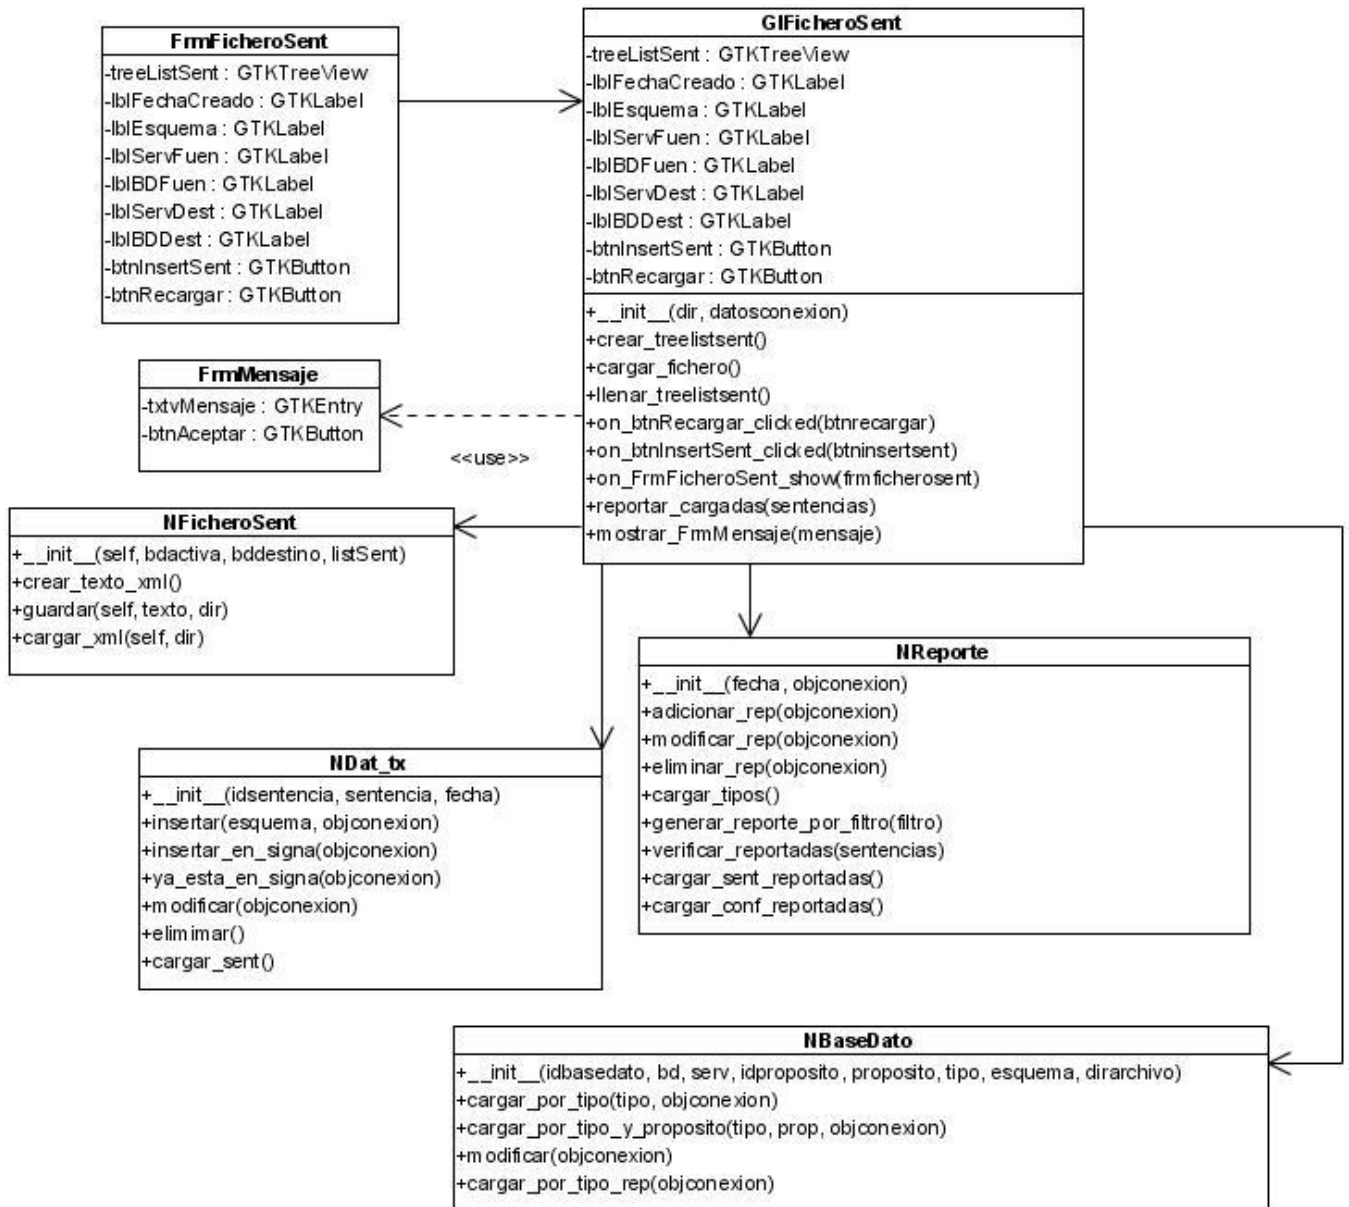 FrmFicheroSent
-treeListSent : GTKTreeView
-lblFechaCreado : GTKLabel
-lblEsquema : GTKLabel
-lblServFuen : GTKLabel
-lblBDFuen : GTKLabel
-lblServDest : GTKLabel
-lblBDDest : GTKLabel
-btnInsertSent : GTKButton
-btnRecargar : GTKButton
GIFicheroSent
-treeListSent : GTKTreeView
-lblFechaCreado : GTKLabel
-lblEsquema : GTKLabel
-lblServFuen : GTKLabel
-lblBDFuen : GTKLabel
-lblServDest : GTKLabel
-lblBDDest : GTKLabel
-btnInsertSent : GTKButton
-btnRecargar : GTKButton
+__init__(dir, datosconexion)
+crear_treelistsent()
+cargar_fichero()
+llenar_treelistsent()
+on_btnRecargar_clicked(btnrecargar)
+on_btnInsertSent_clicked(btninsertsent)
+on_FrmFicheroSent_show(frmficherosent)
+reportar_cargadas(sentencias)
+mostrar_FrmMensaje(mensaje)
FrmMensaje
-txtvMensaje : GTKEntry
-btnAceptar : GTKButton
<<use>>
NFicheroSent
+__init__(self, bdactiva, bddestino, listSent)
+crear_texto_xml()
+guardar(self, texto, dir)
+cargar_xml(self, dir)
NReporte
+__init__(fecha, objconexion)
+adicionar_rep(objconexion)
+modificar_rep(objconexion)
+eliminar_rep(objconexion)
+cargar_tipos()
+generar_reporte_por_filtro(filtro)
+verificar_reportadas(sentencias)
+cargar_sent_reportadas()
+cargar_conf_reportadas()
NDat_tx
+__init__(idsentencia, sentencia, fecha)
+insertar(esquema, objconexion)
+insertar_en_signa(objconexion)
+ya_esta_en_signa(objconexion)
+modificar(objconexion)
+elimimar()
+cargar_sent()
NBaseDato
+__init__(idbasedato, bd, serv, idproposito, proposito, tipo, esquema, dirarchivo)
+cargar_por_tipo(tipo, objconexion)
+cargar_por_tipo_y_proposito(tipo, prop, objconexion)
+modificar(objconexion)
+cargar_por_tipo_rep(objconexion)